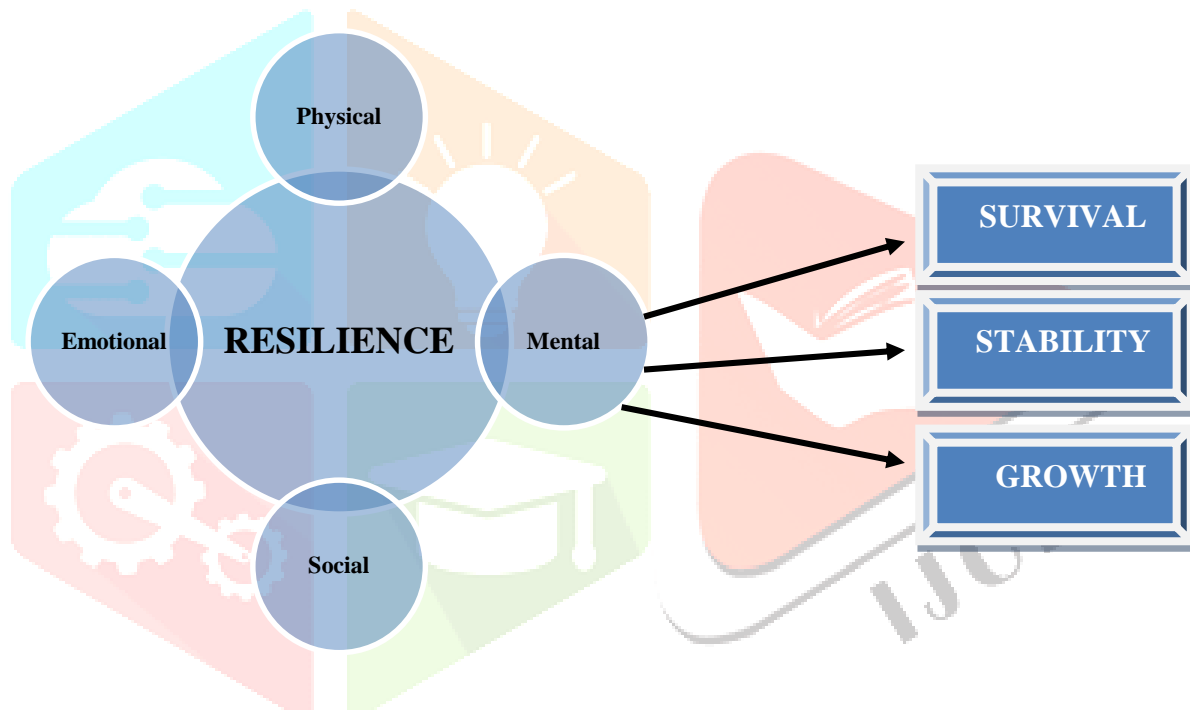 Physical
SURVIVAL
Emotional
RESILIENCE
Mental
STABILITY
GROWTH
Social